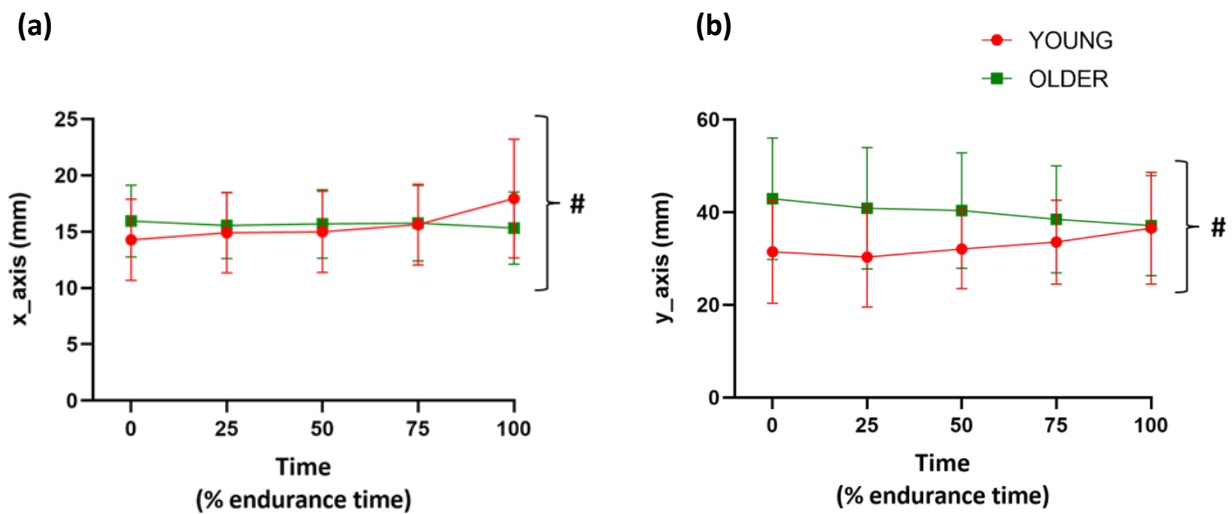 (a)
25
20
15
10
5
0
x_axis (mm)
0 25 50 75 100
Time
(% endurance time)
#
(b)
YOUNG
OLDER
60
40
20
0
y_axis (mm)
0 25 50 75 100
Time
(% endurance time)
#